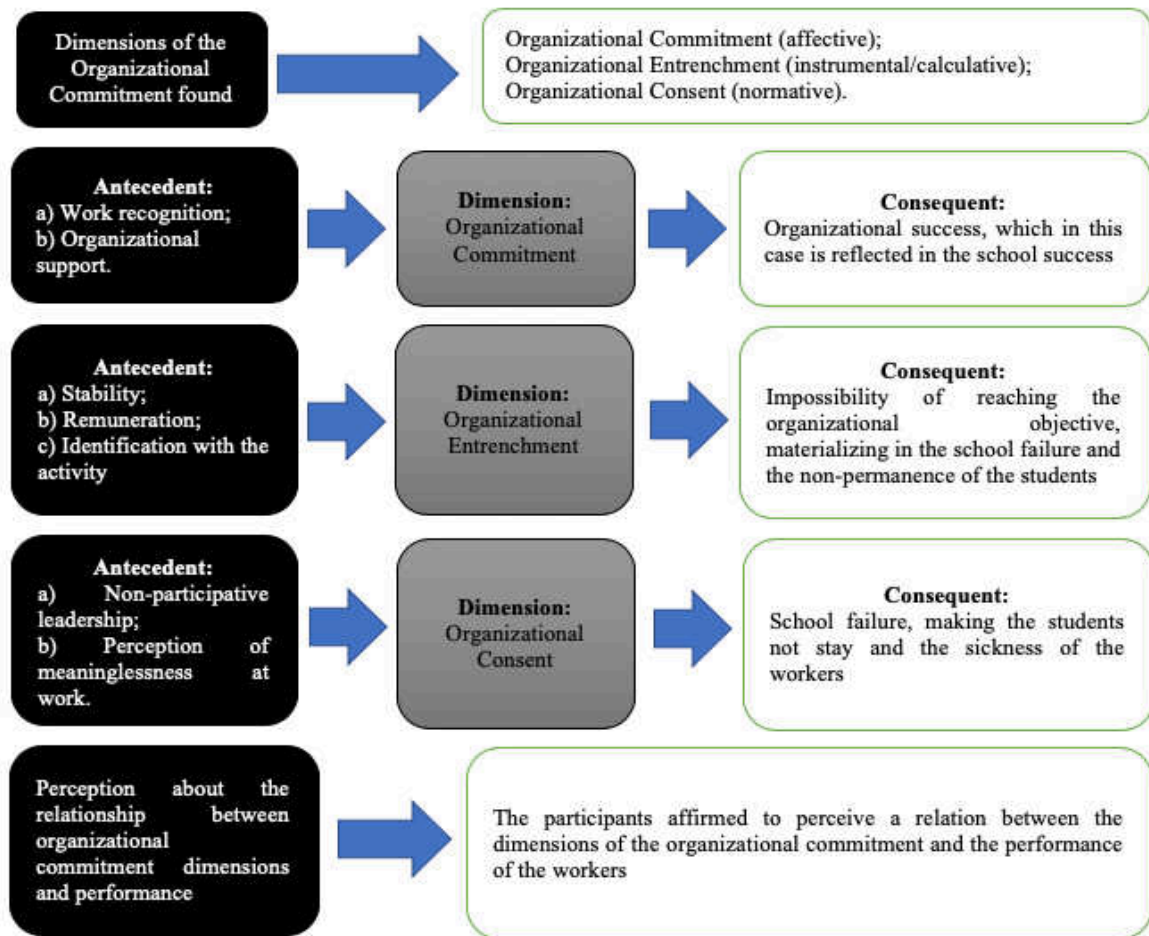 Dimensions of the
Organizational
Commitment found
Organizational Commitment (affective);
Organizational Entrenchment (instrumental/calculative);
Organizational Consent (normative).
Antecedent:
a) Work recognition;
b) Organizational
support.
Dimension:
Organizational
Commitment
Consequent:
Organizational success, which in this
case is reflected in the school success
Antecedent:
a) Stability;
b) Remuneration;
c) Identification with the
activity
Dimension:
Organizational
Entrenchment
Consequent:
Impossibility of reaching the
organizational objective,
materializing in the school failure and
the non-permanence of the students
Antecedent:
a) Non-participative
leadership;
b) Perception of
meaninglessness at
work.
Dimension:
Organizational
Consent
Consequent:
School failure, making the students
not stay and the sickness of the
workers
Perception about the
relationship between
organizational
commitment dimensions
and performance
The participants affirmed to perceive a relation between the
dimensions of the organizational commitment and the performance
of the workers